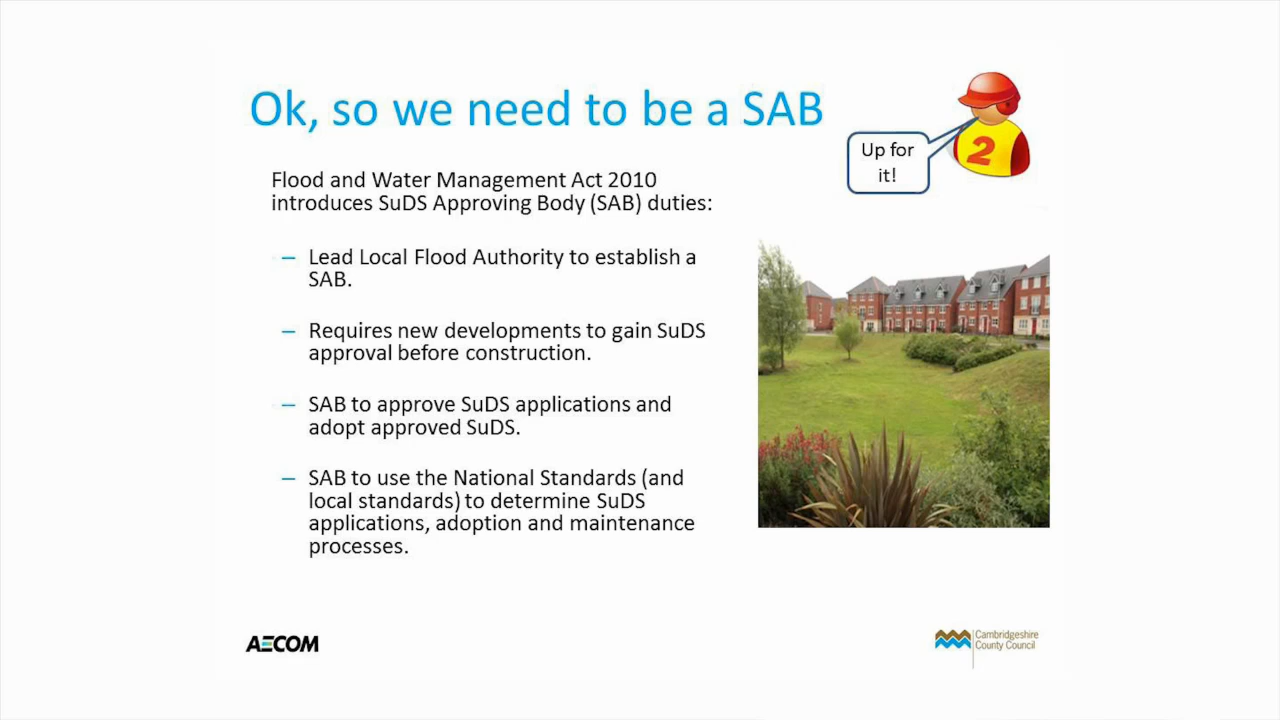 Ok, so we need to be a SAB
Up for
it!
2
Flood and Water Management Act 2010
introduces SuDS Approving Body (SAB) duties:
– Lead Local Flood Authority to establish a
SAB.
– Requires new developments to gain SuDS
approval before construction.
– SAB to approve SuDS applications and
adopt approved SuDS.
– SAB to use the National Standards (and
local standards) to determine SuDS
applications, adoption and maintenance
processes.
AECOM
Cambridgeshire
County Council